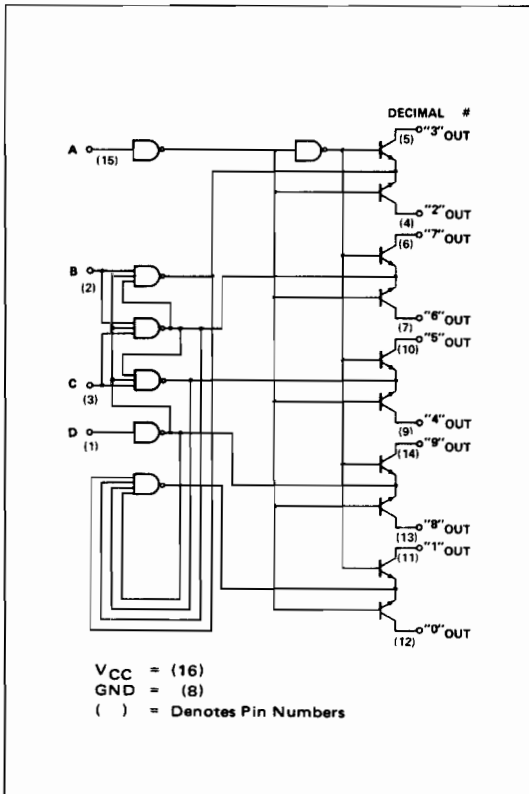 DECIMAL #
A
(15)
(5)
"3"OUT
(4)
"2"OUT
(6)
"7"OUT
B
(2)
(7)
"6"OUT
(10)
"5"OUT
C
(3)
(9)
"4"OUT
D
(1)
(14)
"9"OUT
(13)
"8"OUT
(11)
"1"OUT
(12)
"0"OUT
VCC = (16)
GND = (8)
( ) = Denotes Pin Numbers